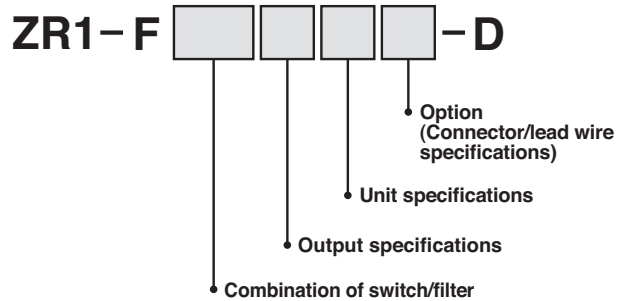 ZR1–F –D
Option
(Connector/lead wire
specifications)
Unit specifications
Output specifications
Combination of switch/filter